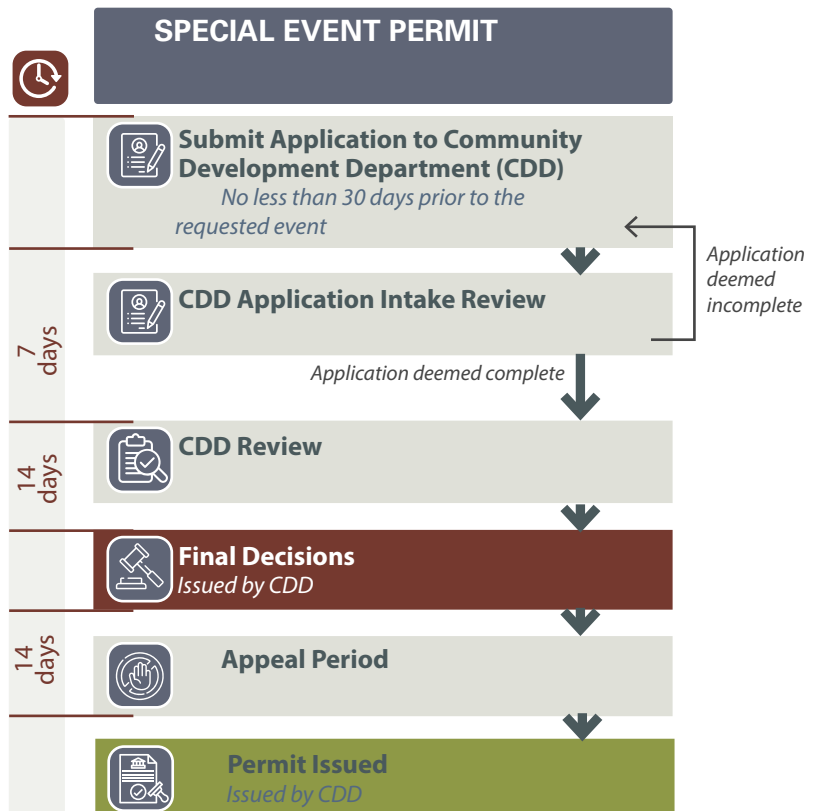 SPECIAL EVENT PERMIT
Submit Application to Community
Development Department (CDD)
No less than 30 days prior to the
requested event
Application
deemed
incomplete
7
days
CDD Application Intake Review
Application deemed complete
14
days
CDD Review
Final Decisions
Issued by CDD
14
days
Appeal Period
Permit Issued
Issued by CDD